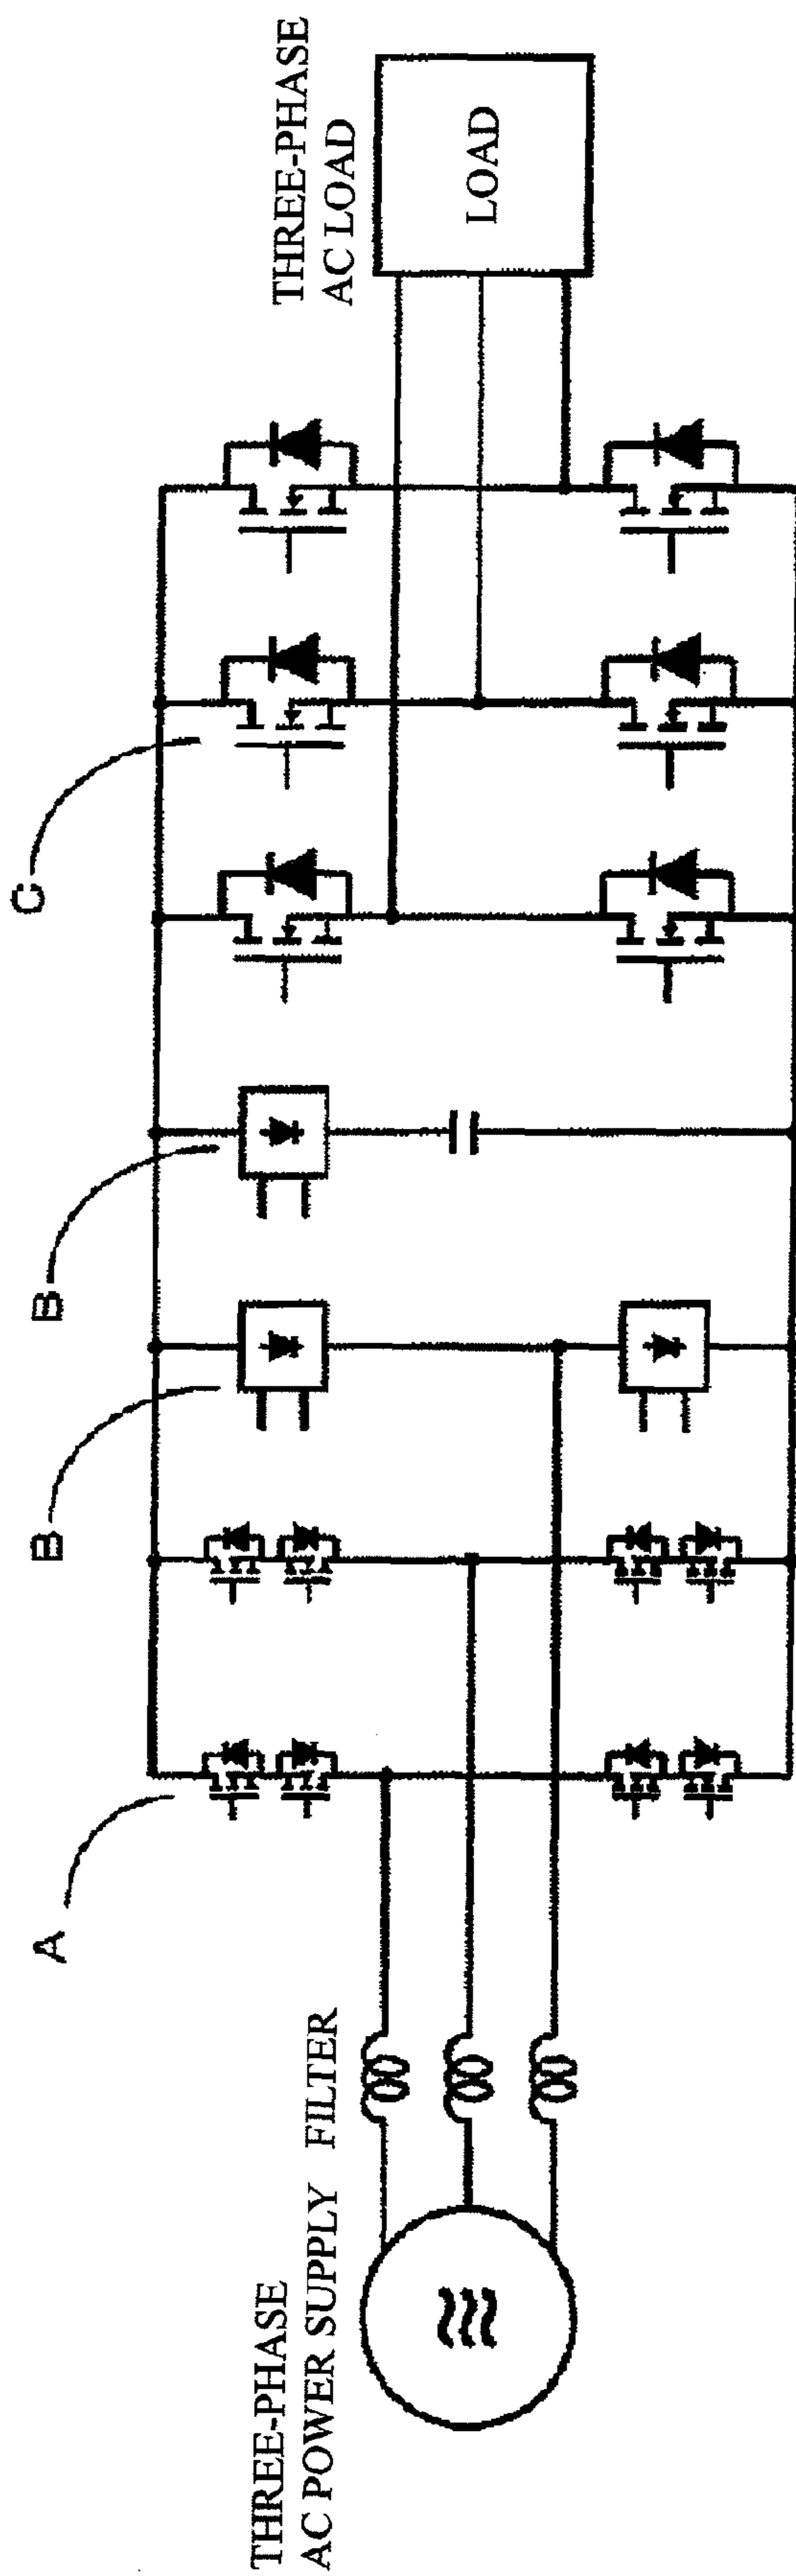 THREE-PHASE
AC POWER SUPPLY
FILTER
A
B
B
C
THREE-PHASE
AC LOAD
LOAD